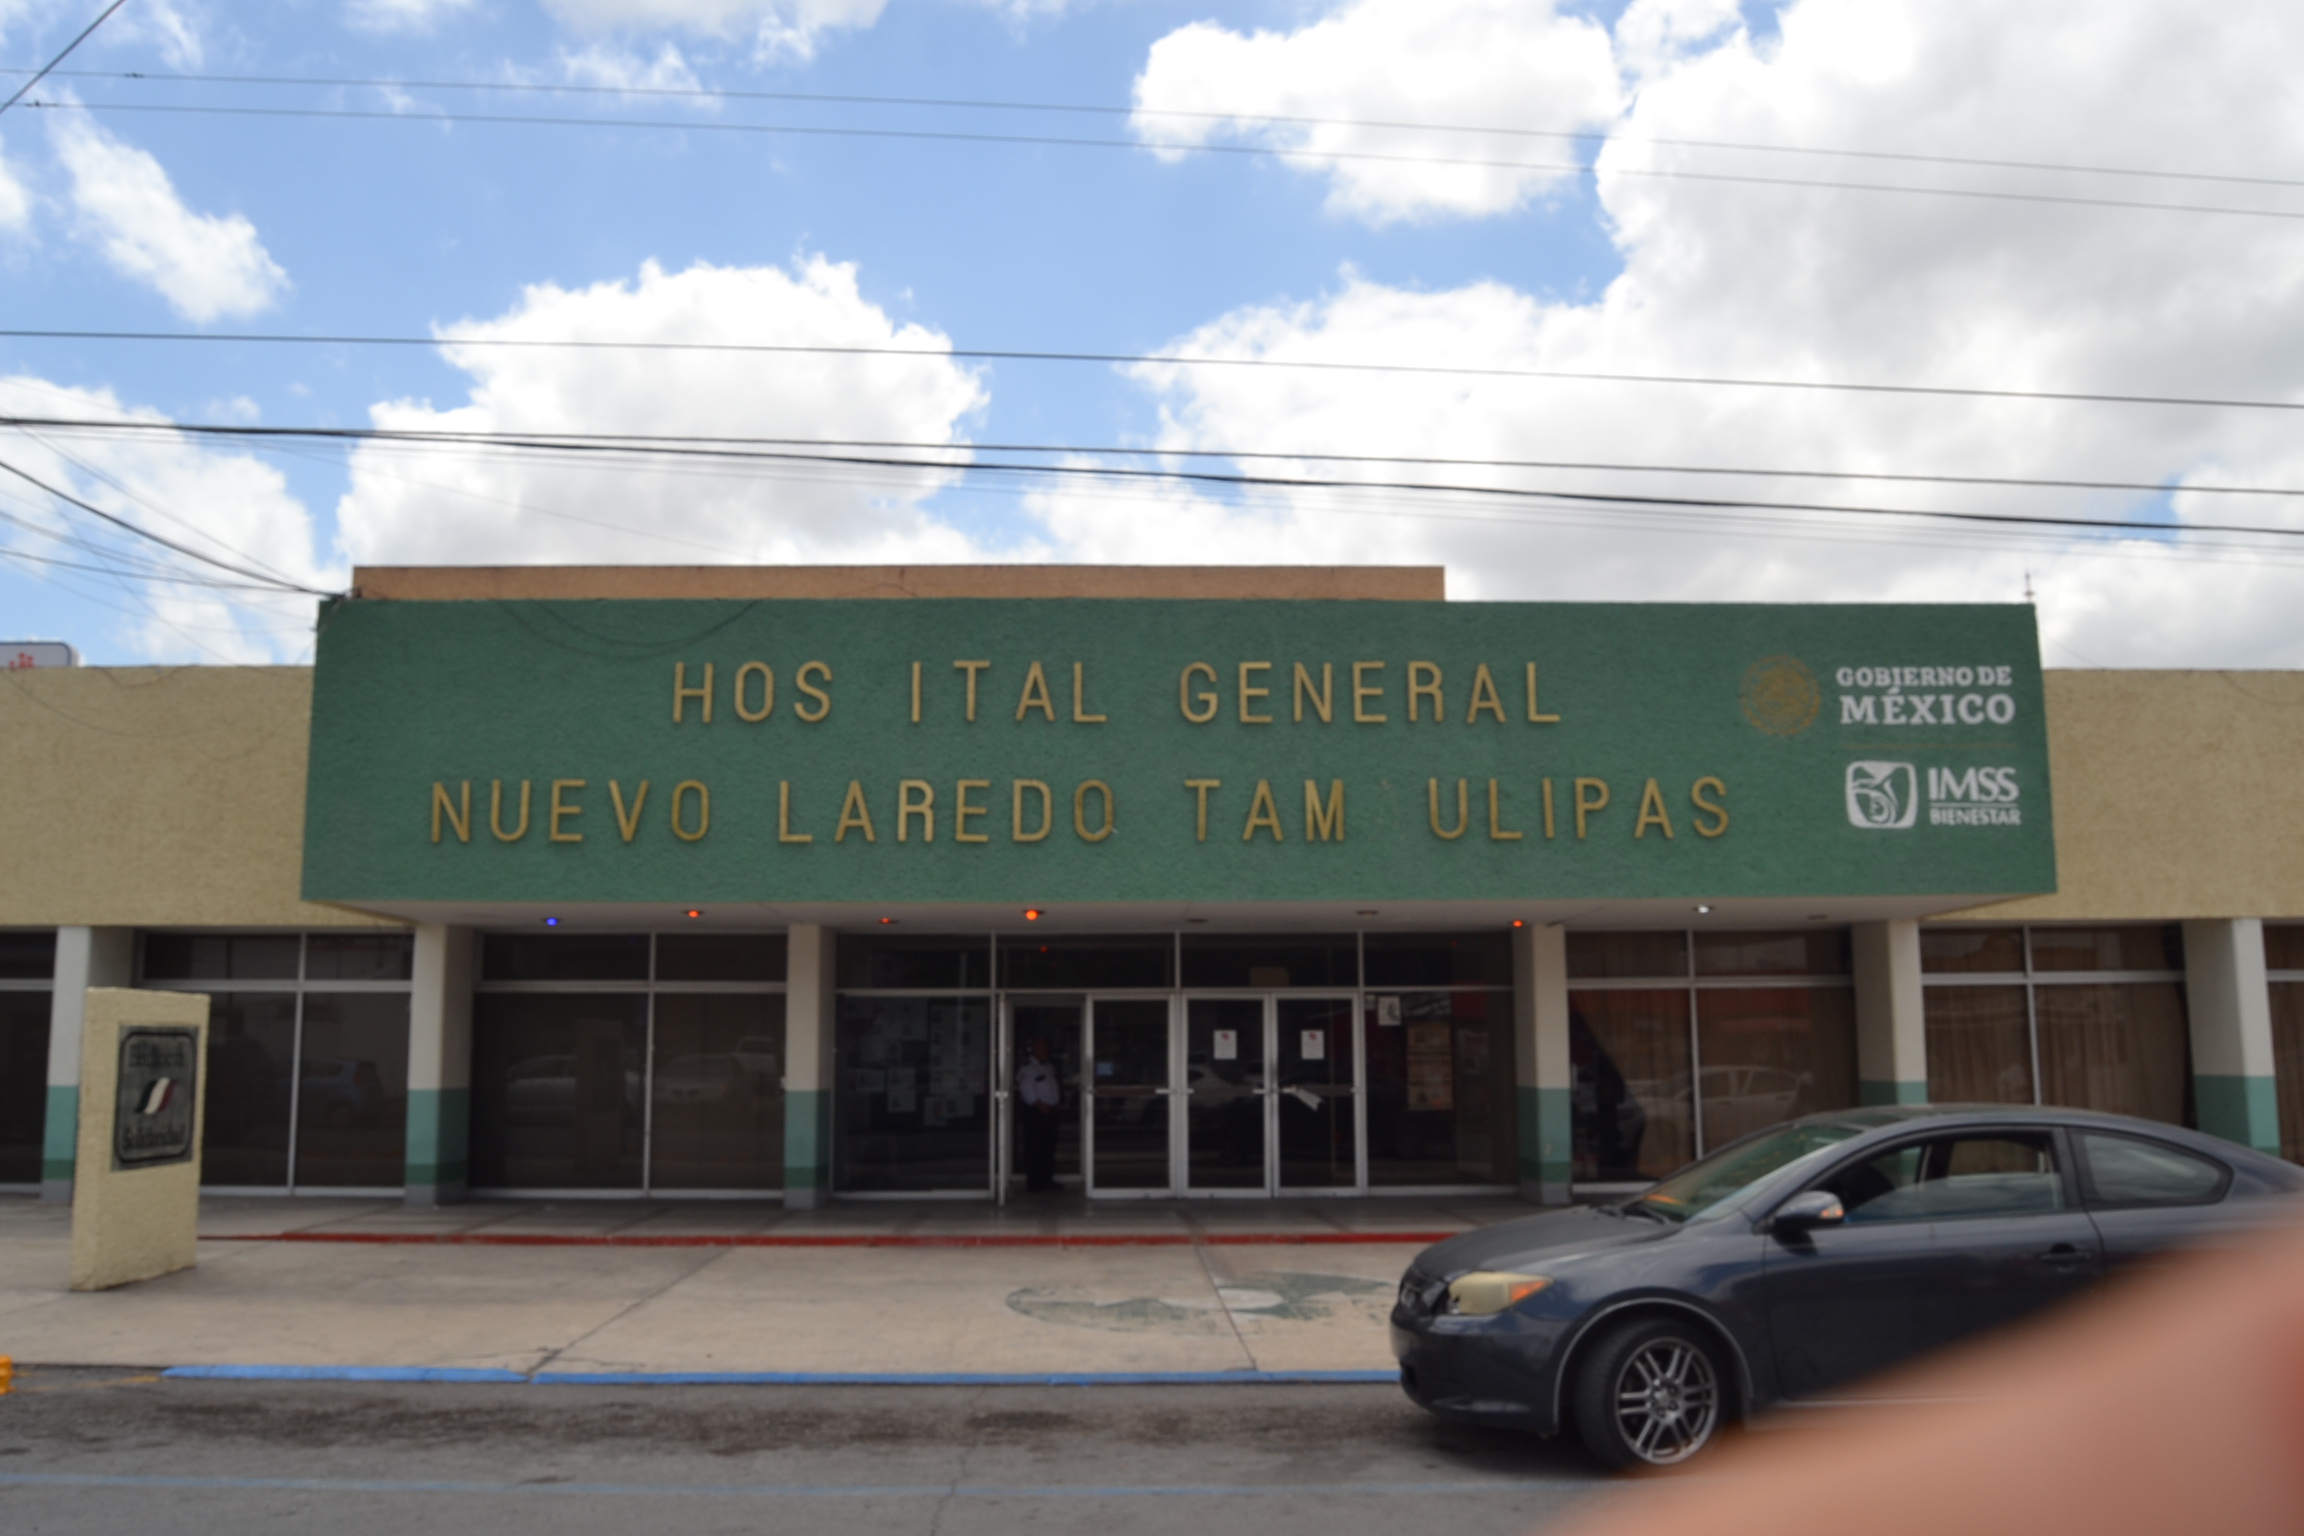 HOS ITAL GENERAL
NUEVO LAREDO TAM ULIPAS
GOBIERNO DE
MÉXICO
IMSS
BIENESTAR